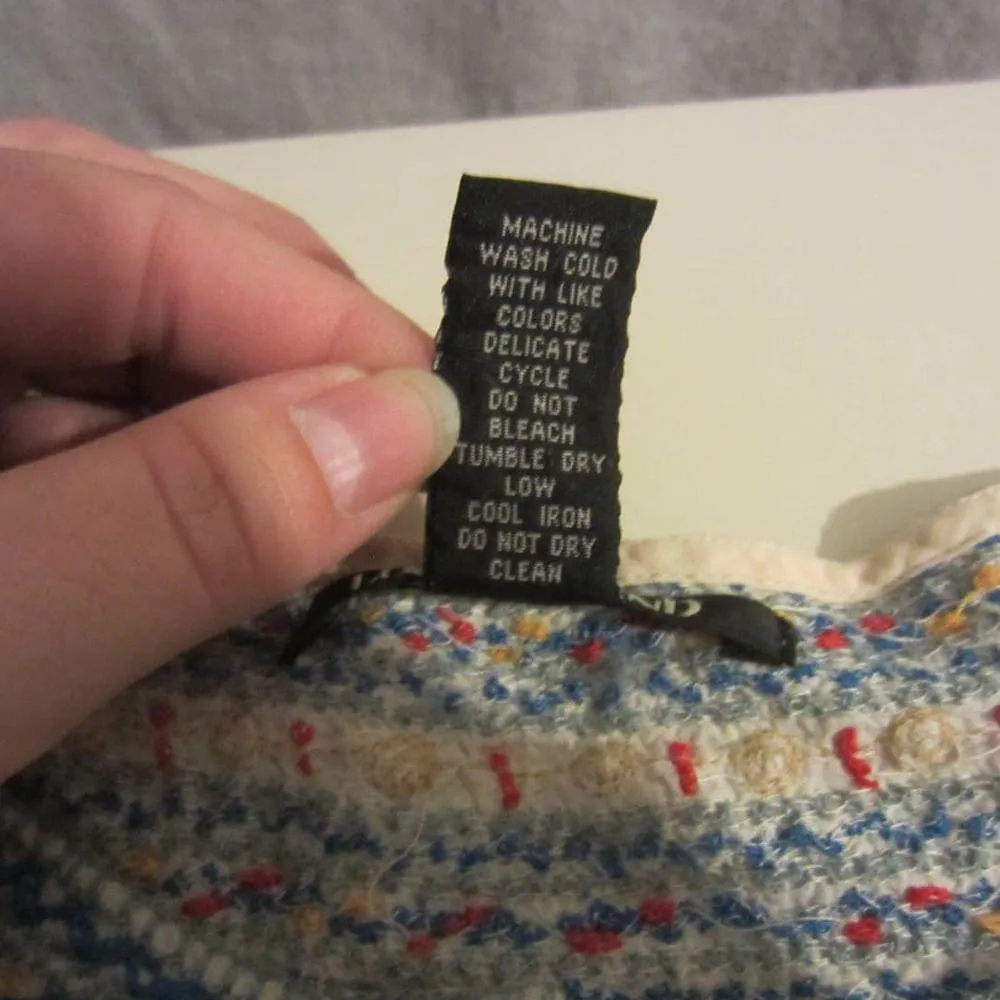 MACHINE
WASH COLD
WITH LIKE
COLORS
DELICATE
CYCLE
DO NOT
BLEACH
TUMBLE DRY
LOW
COOL IRON
DO NOT DRY
CLEAN